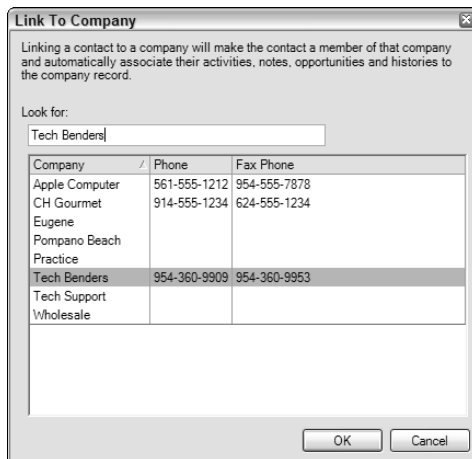 Link To Company
Linking a contact to a company will make the contact a member of that company
and automatically associate their activities, notes, opportunities and histories to
the company record.
Look for:
Tech Benders
Company / Phone Fax Phone
Apple Computer 561-555-1212 954-555-7878
CH Gourmet 914-555-1234 624-555-1234
Eugene
Pompano Beach
Practice
Tech Benders 954-360-9909 954-360-9953
Tech Support
Wholesale
OK Cancel